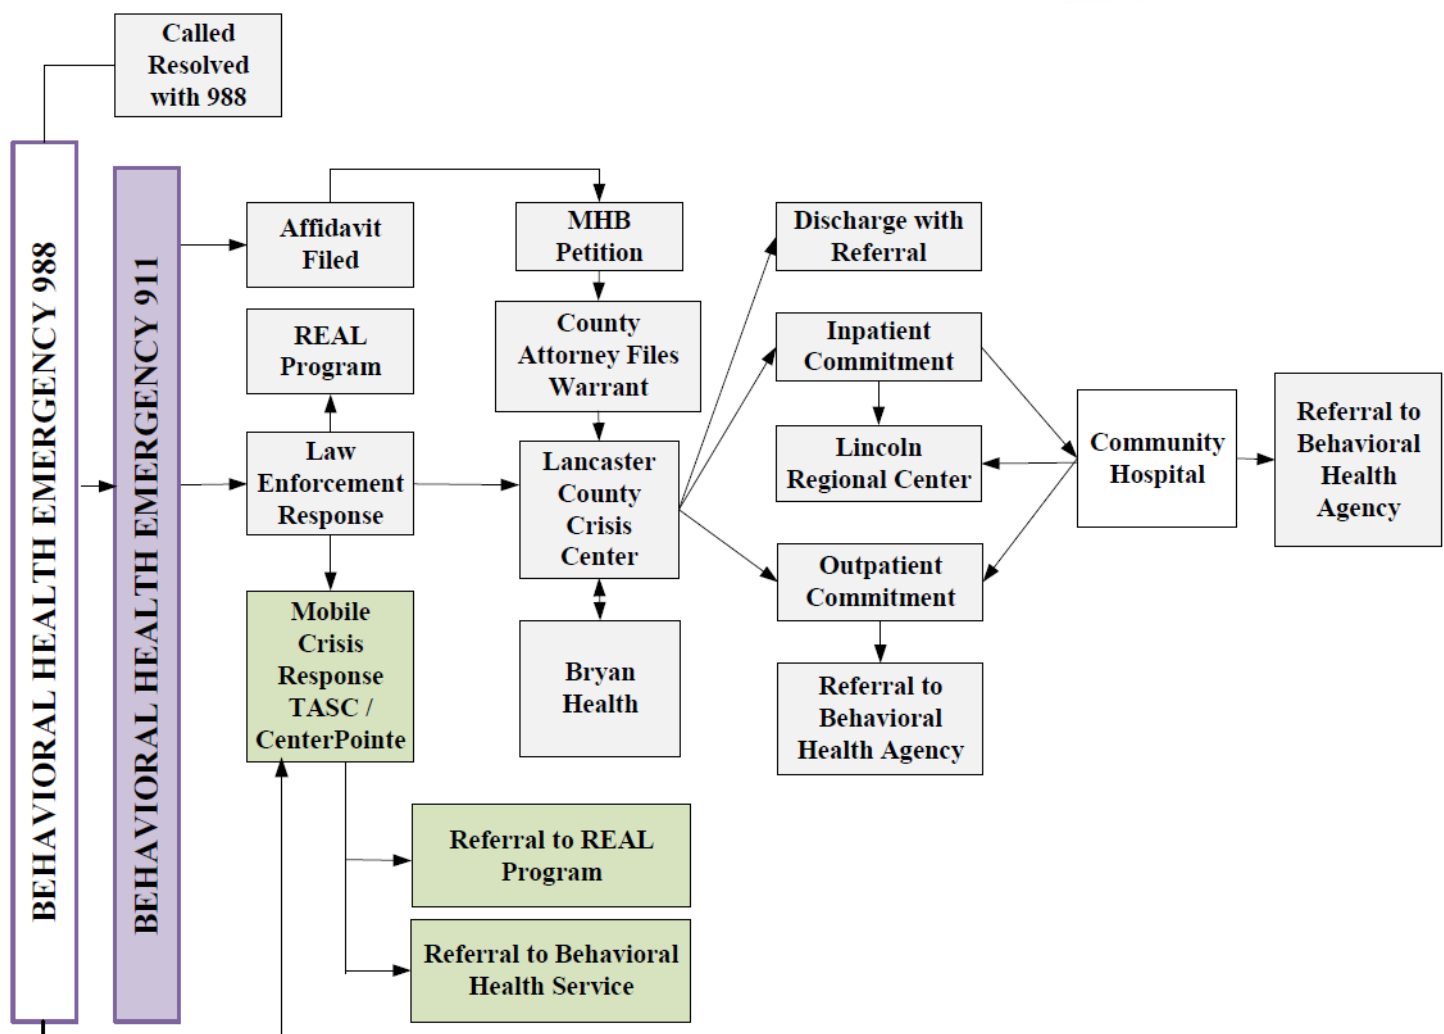 Called
Resolved
with 988
BEHAVIORAL HEALTH EMERGENCY 988
BEHAVIORAL HEALTH EMERGENCY 911
Affidavit
Filed
MHB
Petition
Discharge with
Referral
REAL
Program
County
Attorney Files
Warrant
Inpatient
Commitment
Law
Enforcement
Response
Lancaster
County
Crisis
Center
Lincoln
Regional Center
Community
Hospital
Referral to
Behavioral
Health
Agency
Outpatient
Commitment
Mobile
Crisis
Response
TASC /
CenterPointe
Bryan
Health
Referral to
Behavioral
Health Agency
Referral to REAL
Program
Referral to Behavioral
Health Service